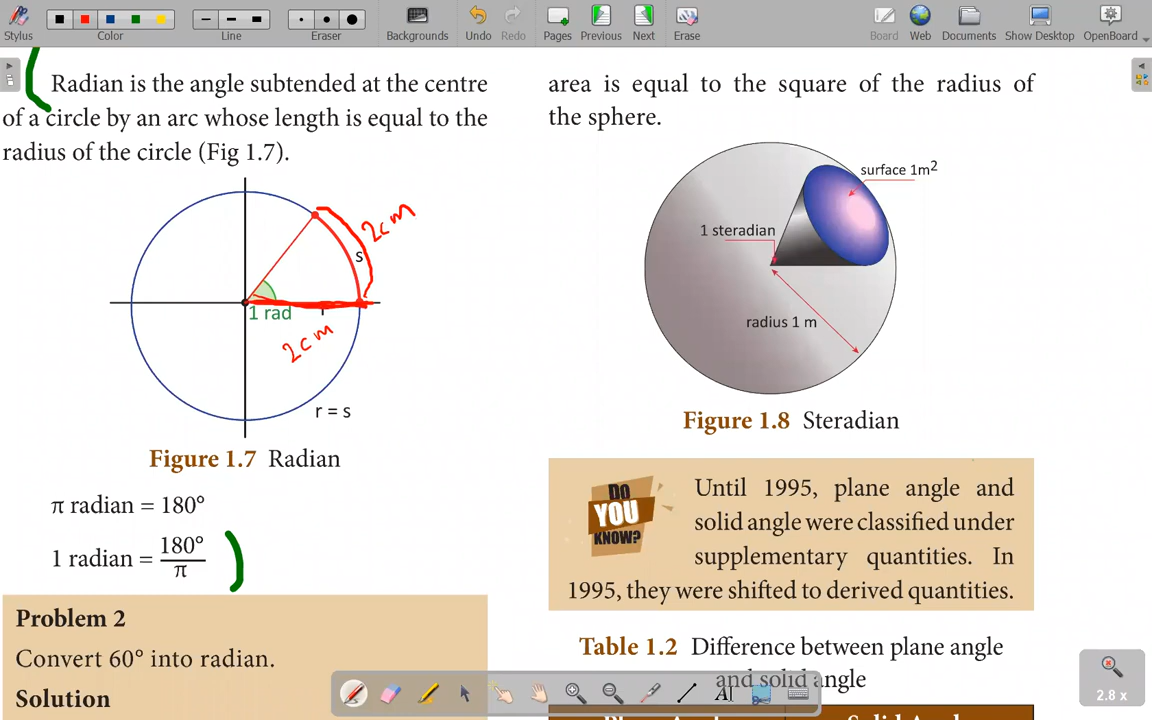 Stylus
Color
Line
Eraser
Backgrounds
Undo
Redo
Pages
Previous
Next
Erase
Board
Web
Documents
Show Desktop
OpenBoard
Radian is the angle subtended at the centre
of a circle by an arc whose length is equal to the
radius of the circle (Fig 1.7).
2cm
s
1 rad
2cm
r = s
Figure 1.7 Radian
π radian = 180°
1 radian = 180°/π
Problem 2
Convert 60° into radian.
Solution
area is equal to the square of the radius of
the sphere.
surface 1m²
1 steradian
radius 1 m
Figure 1.8 Steradian
DO
YOU
KNOW?
Until 1995, plane angle and
solid angle were classified under
supplementary quantities. In
1995, they were shifted to derived quantities.
Table 1.2 Difference between plane angle
and solid angle
2.8 x